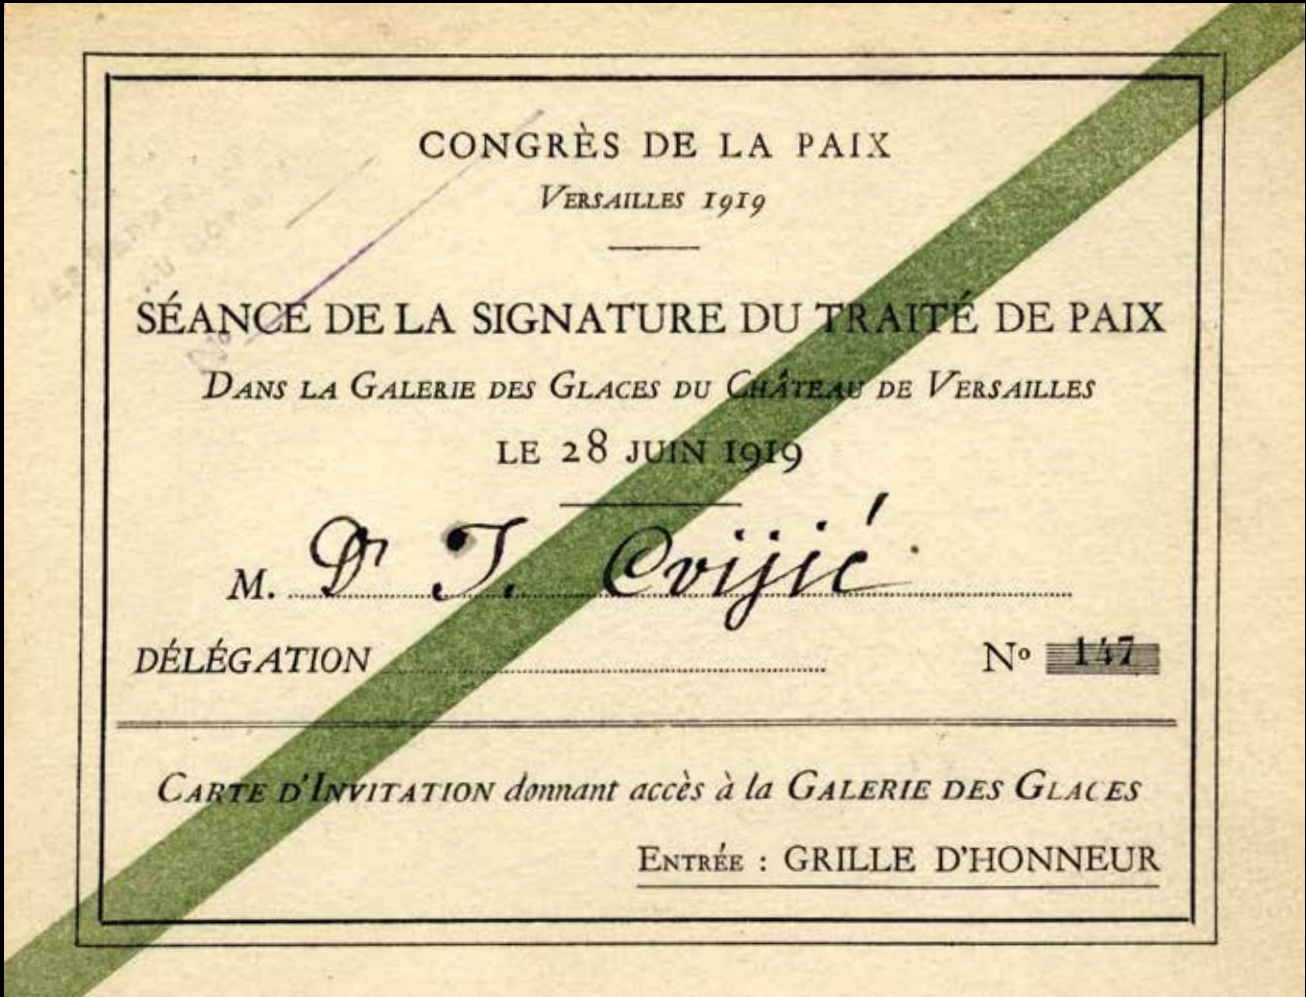 CONGRÈS DE LA PAIX
VERSAILLES 1919
SÉANCE DE LA SIGNATURE DU TRAITÉ DE PAIX
DANS LA GALERIE DES GLACES DU CHÂTEAU DE VERSAILLES
LE 28 JUIN 1919
M. Dr J. Cvijić
DÉLÉGATION Nº 147
CARTE D'INVITATION donnant accès à la GALERIE DES GLACES
ENTRÉE : GRILLE D'HONNEUR